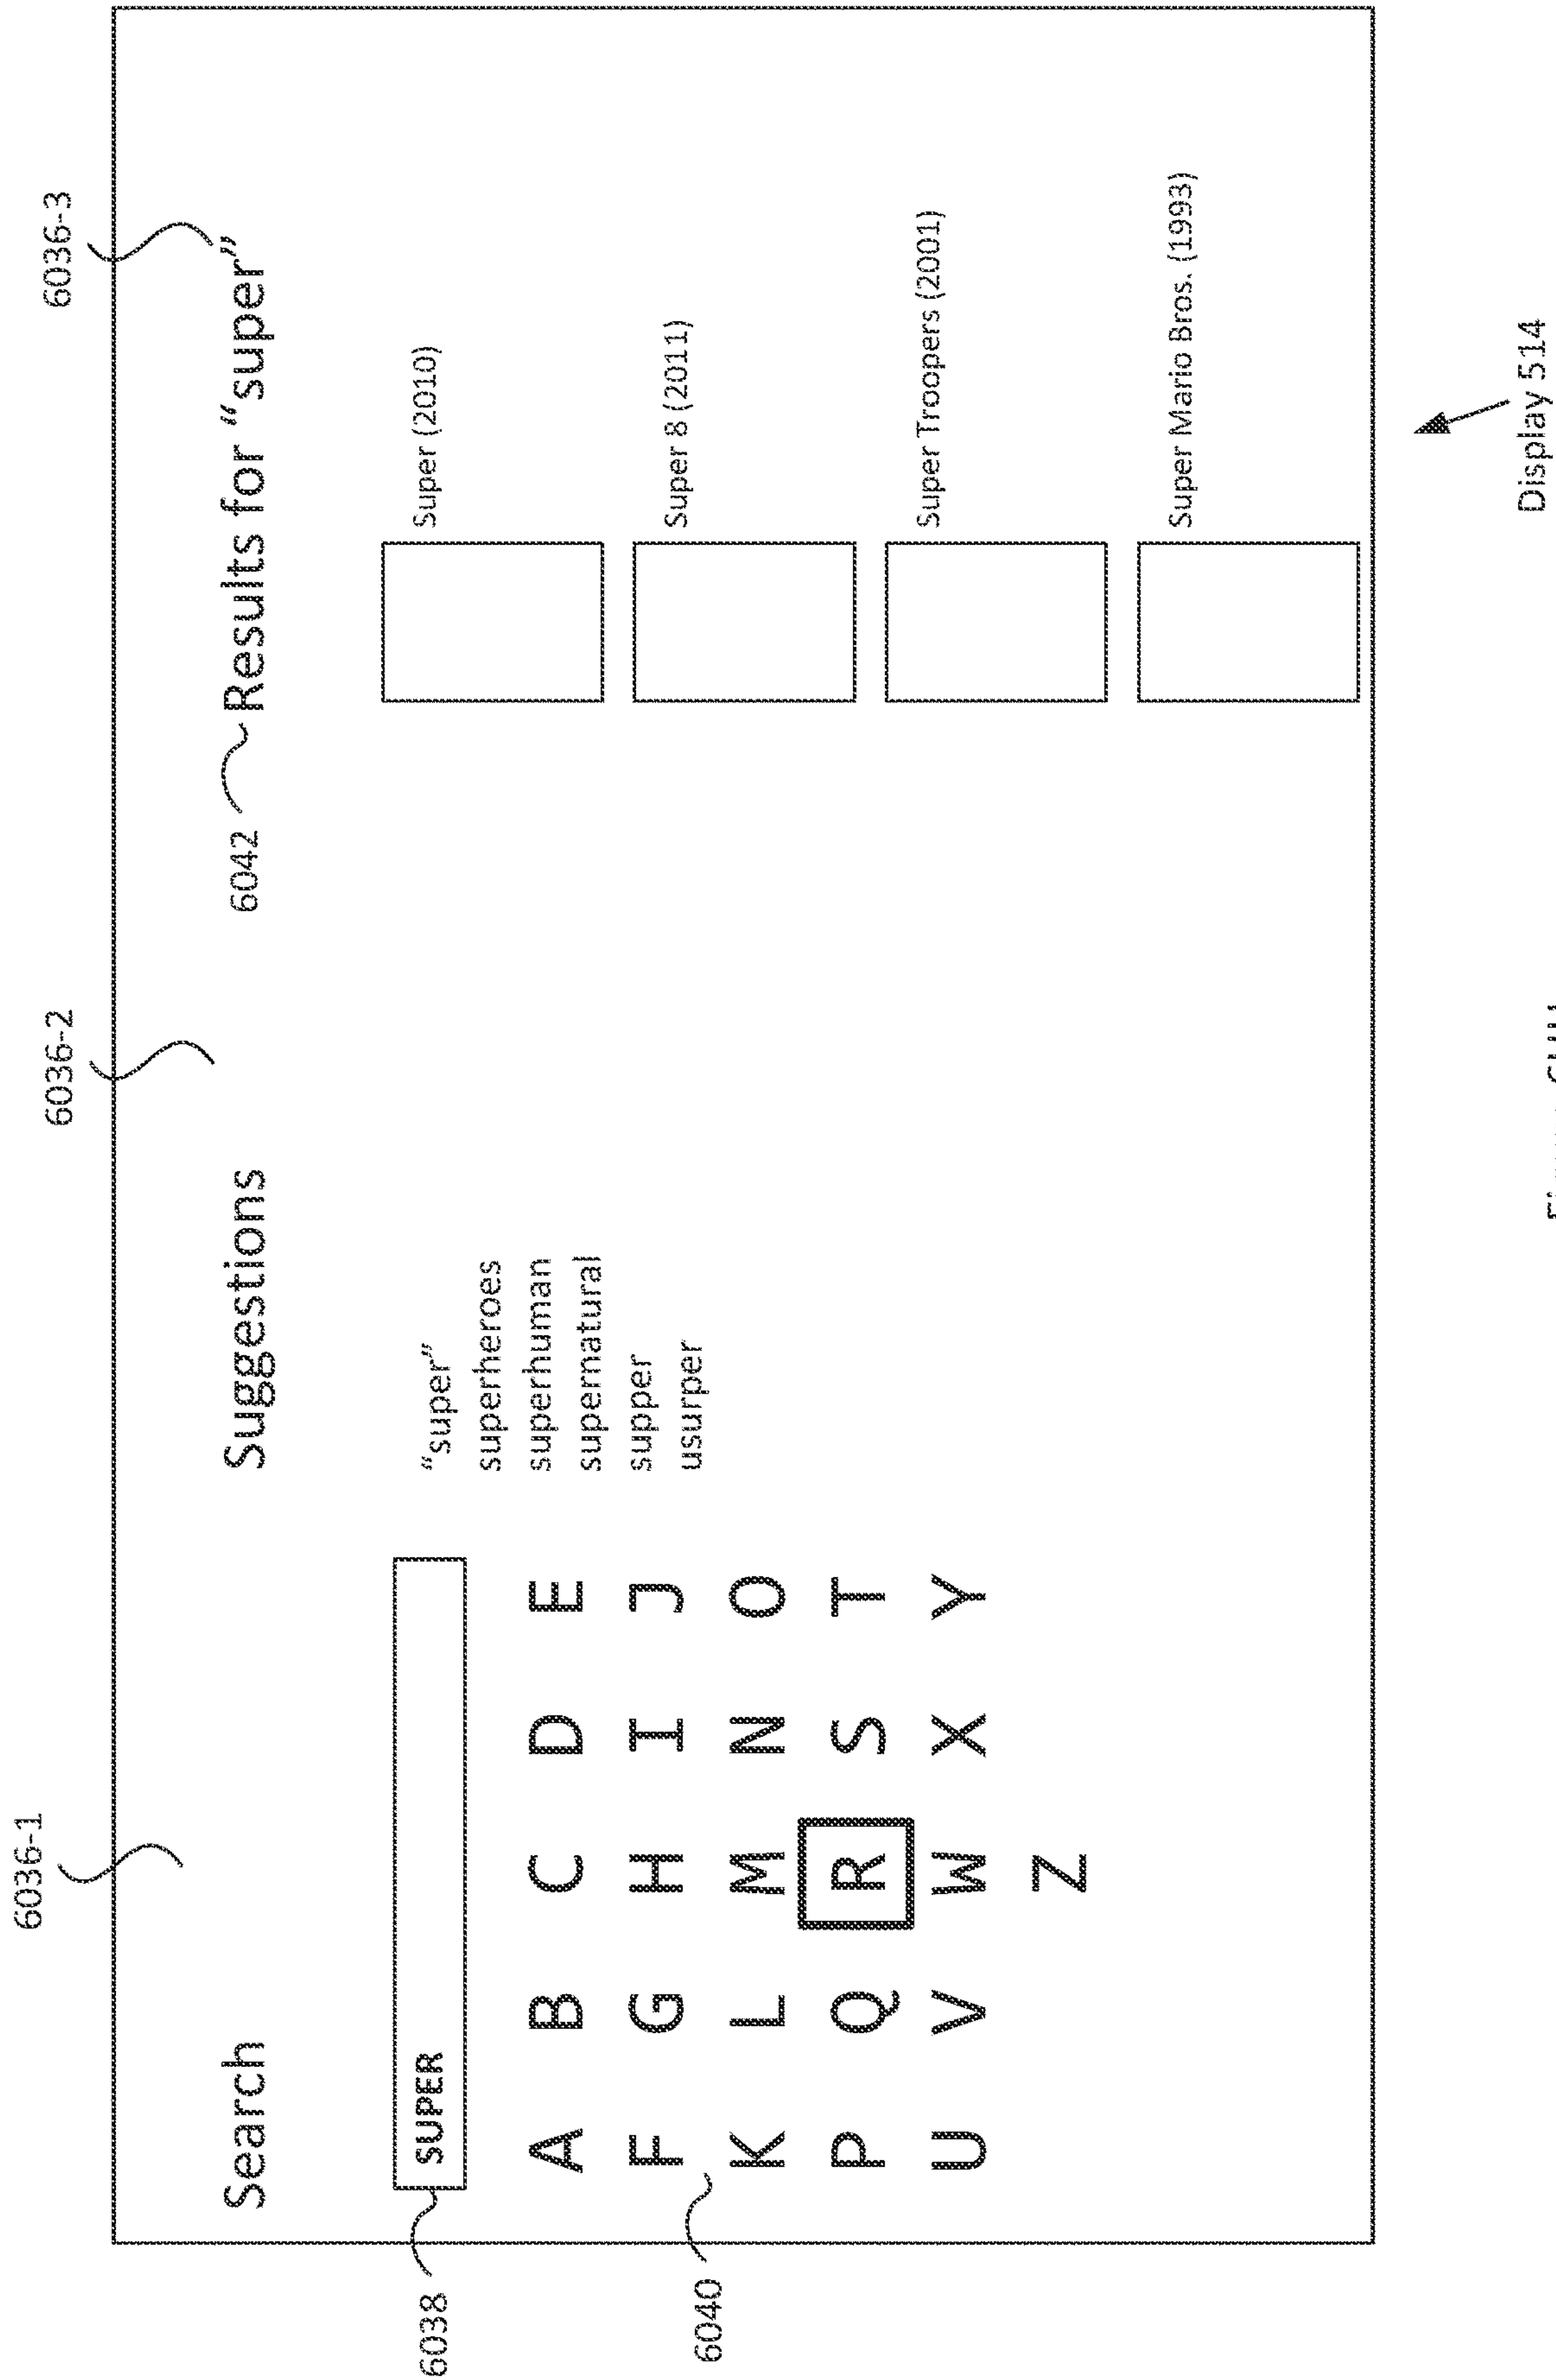 6036-1
6036-2
6036-3
Search
Suggestions
6042
Results for “super”
6038
SUPER
“super”
superheroes
superhuman
supernatural
supper
usurper
6040
A B C D E
F G H I J
K L M N O
P Q R S T
U V W X Y
Z
Super (2010)
Super 8 (2011)
Super Troopers (2001)
Super Mario Bros. (1993)
Display 514